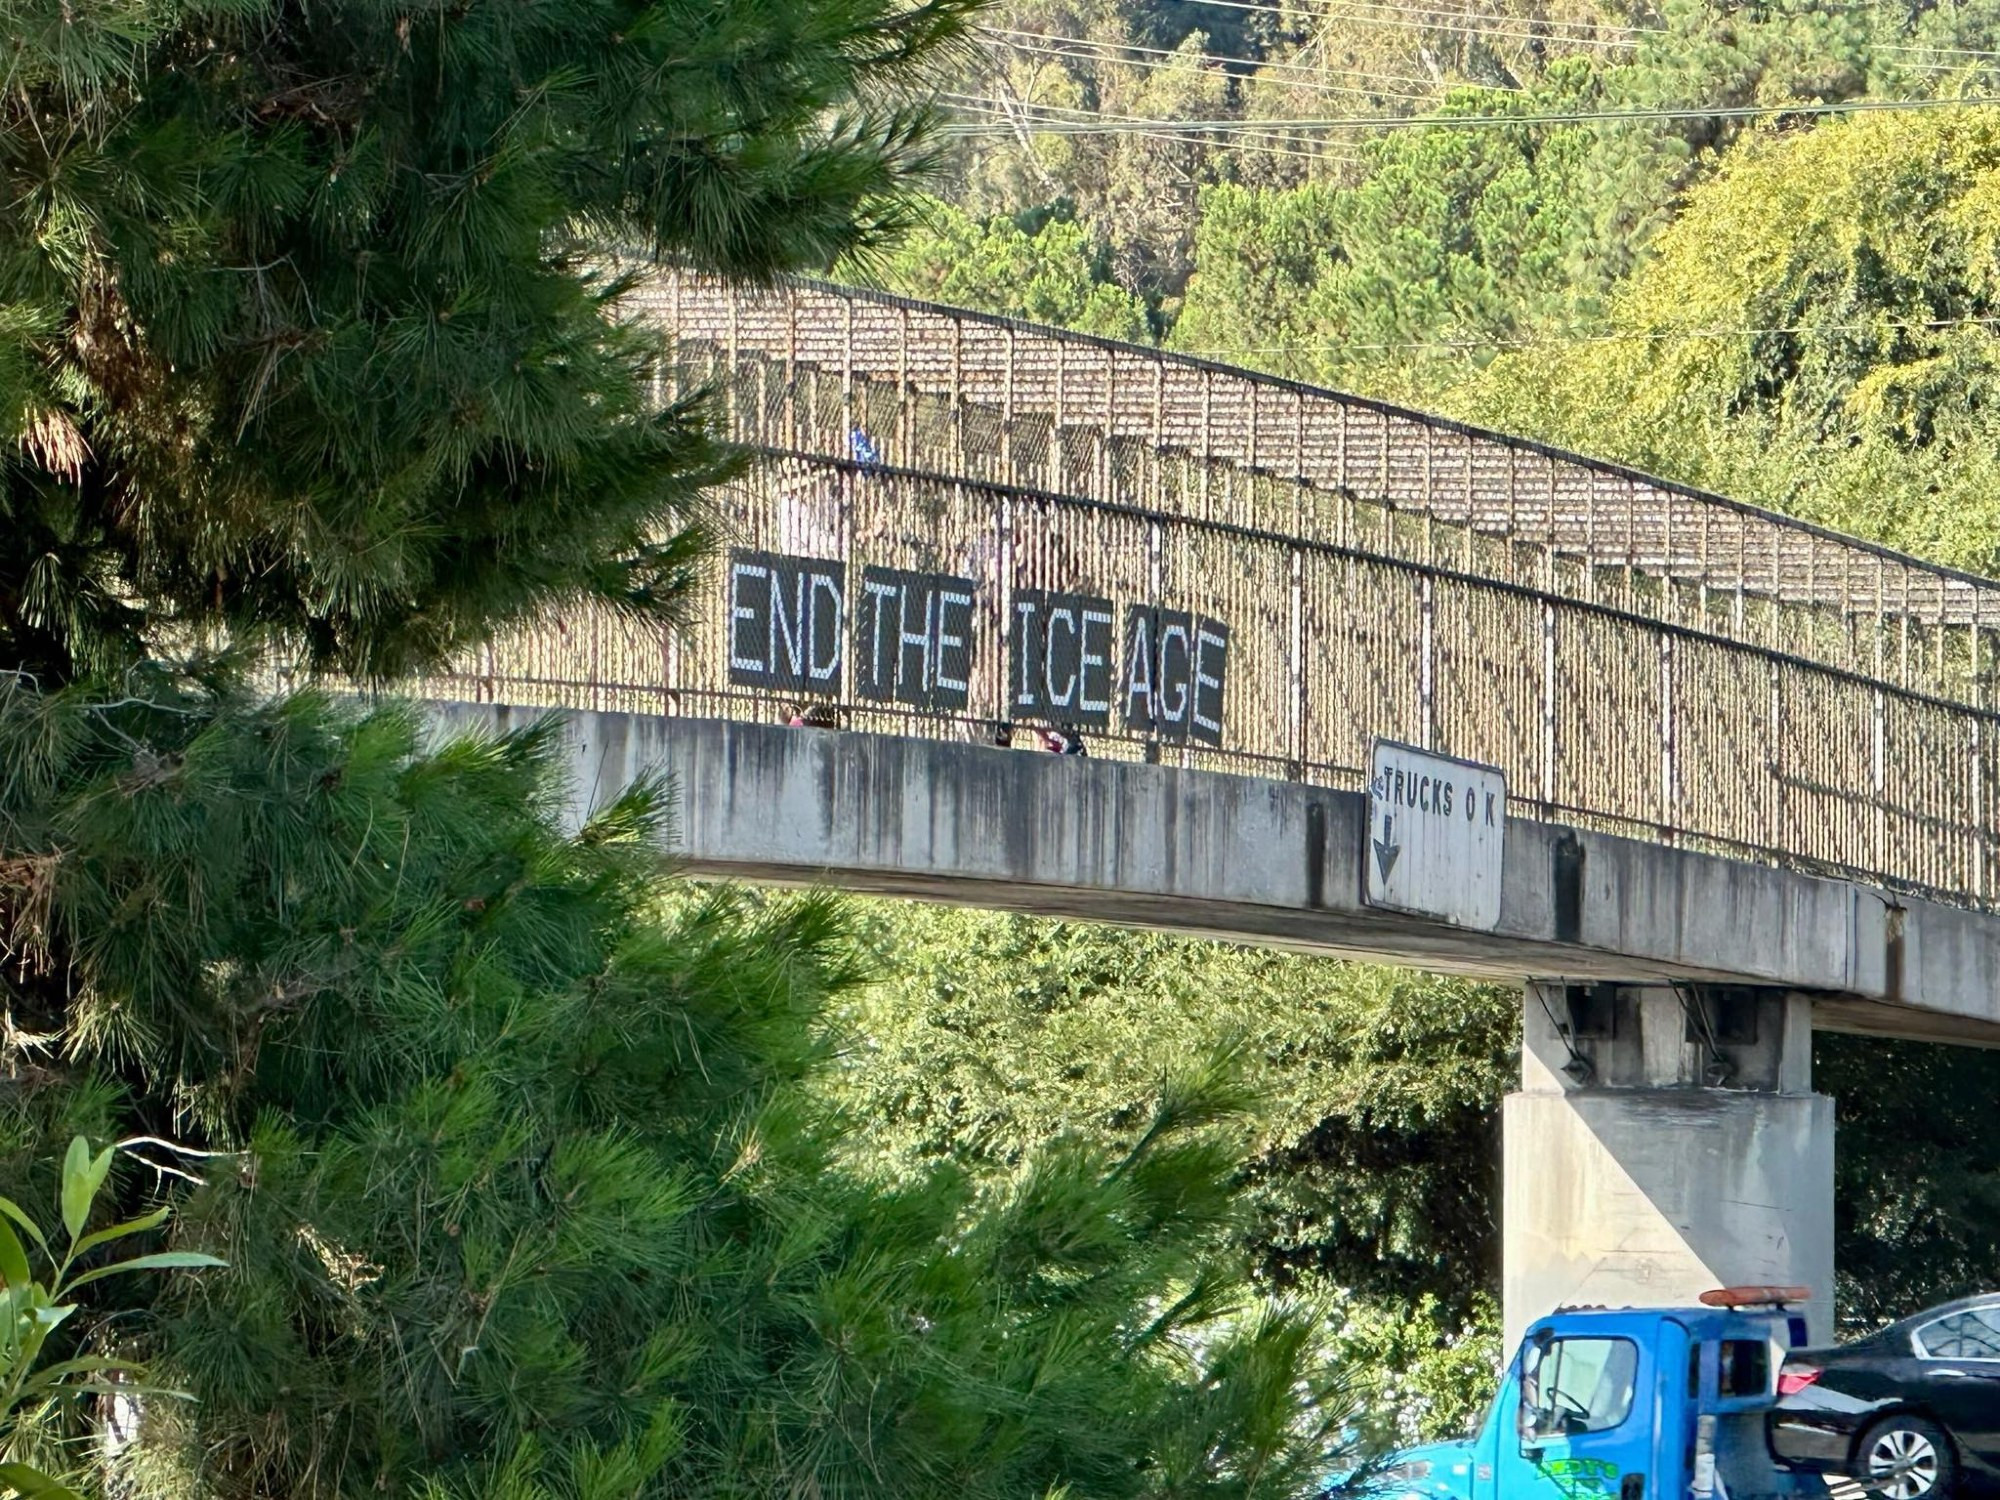 END THE ICE AGE
TRUCKS OK